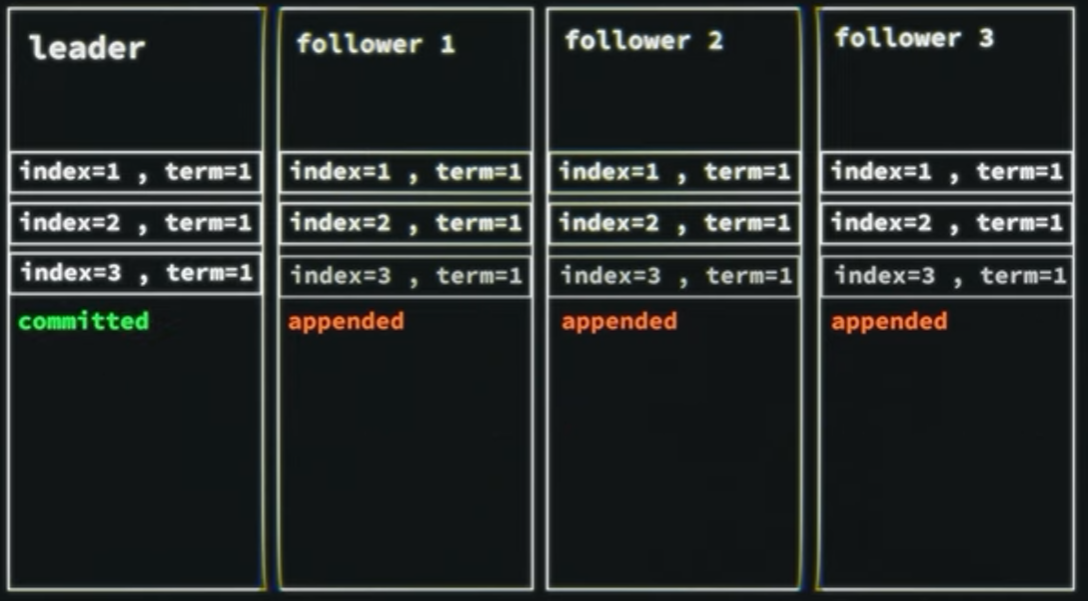 leader
follower 1
follower 2
follower 3
index=1 , term=1
index=1 , term=1
index=1 , term=1
index=1 , term=1
index=2 , term=1
index=2 , term=1
index=2 , term=1
index=2 , term=1
index=3 , term=1
index=3 , term=1
index=3 , term=1
index=3 , term=1
committed
appended
appended
appended